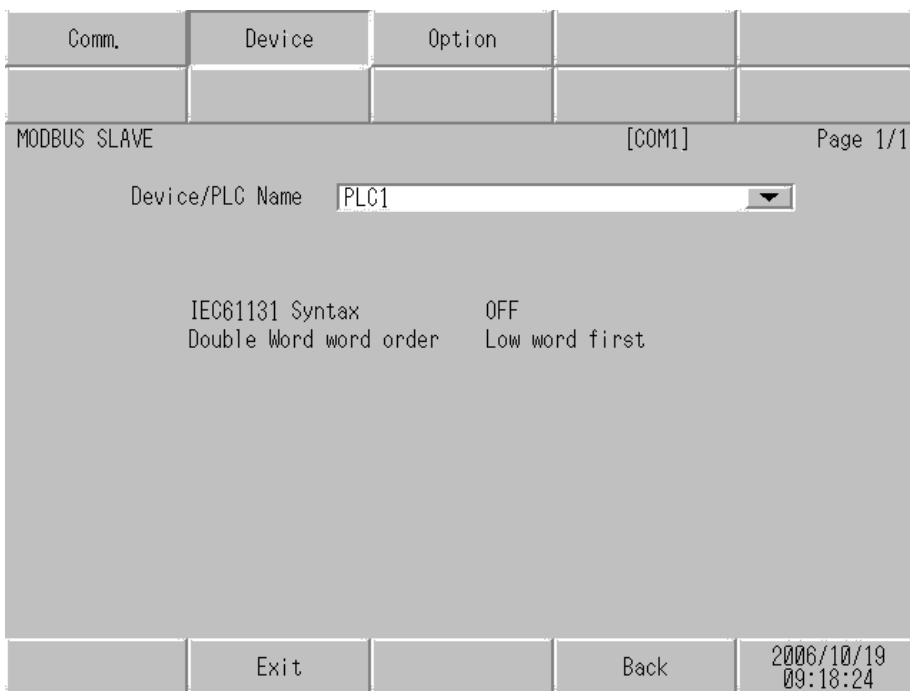 Comm. Device Option
MODBUS SLAVE [COM1] Page 1/1
Device/PLC Name PLC1
IEC61131 Syntax OFF
Double Word word order Low word first
Exit Back 2006/10/19
09:18:24